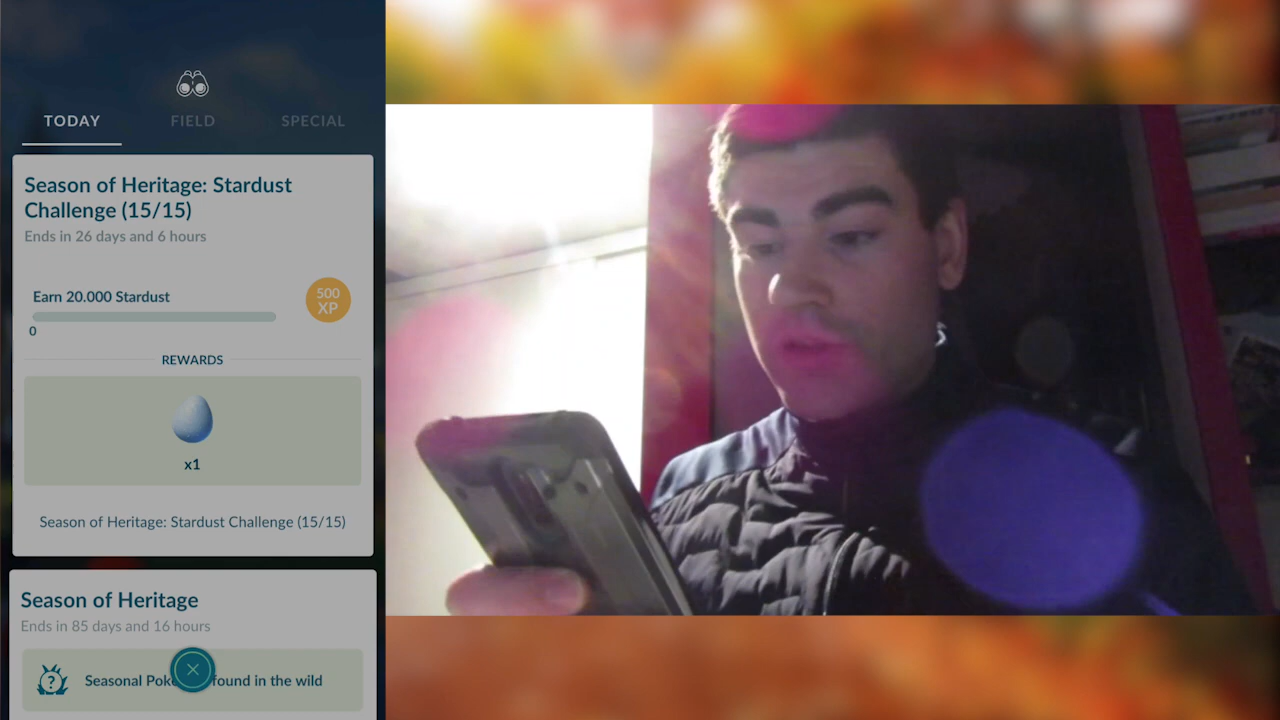 TODAY FIELD SPECIAL
Season of Heritage: Stardust
Challenge (15/15)
Ends in 26 days and 6 hours
Earn 20.000 Stardust
500
XP
0
REWARDS
x1
Season of Heritage: Stardust Challenge (15/15)
Season of Heritage
Ends in 85 days and 16 hours
?
Seasonal Pok found in the wild